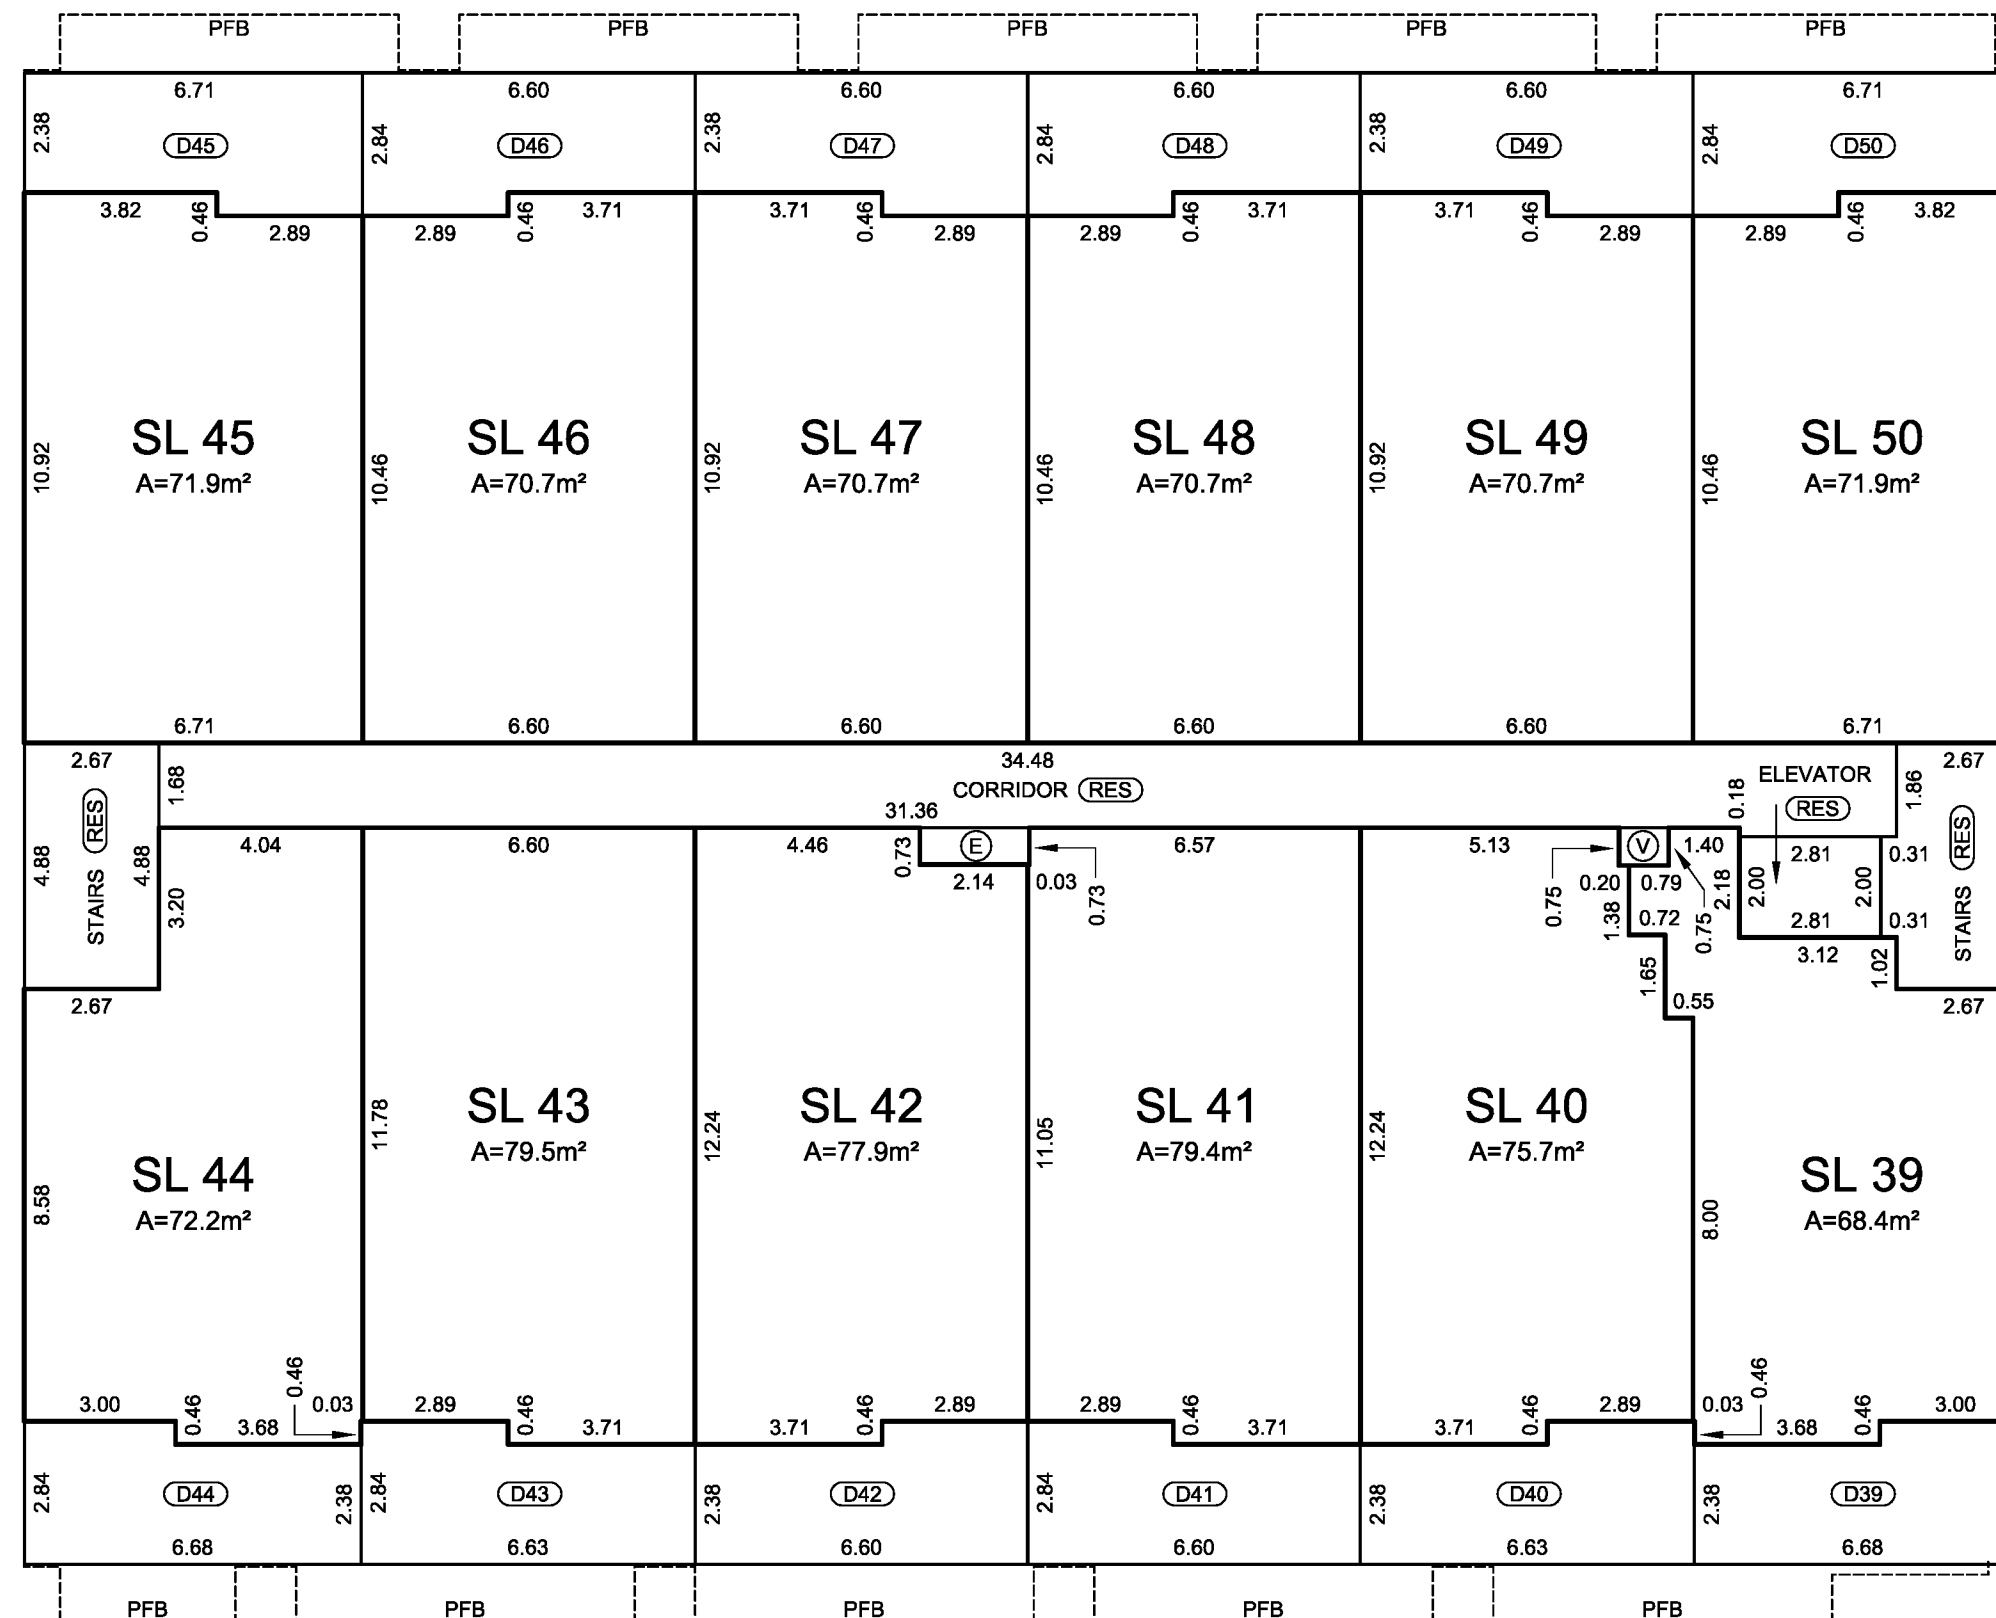 PFB PFB PFB PFB PFB
6.71 6.60 6.60 6.60 6.60 6.71
2.38 2.84 2.38 2.84 2.38 2.84
D45 D46 D47 D48 D49 D50
3.82 0.46 2.89 2.89 0.46 3.71 3.71 0.46 2.89 2.89 0.46 3.71 3.71 0.46 2.89 2.89 0.46 3.82
SL 45 SL 46 SL 47 SL 48 SL 49 SL 50
A=71.9m² A=70.7m² A=70.7m² A=70.7m² A=70.7m² A=71.9m²
10.92 10.46 10.92 10.46 10.92 10.46
6.71 6.60 6.60 6.60 6.60 6.71
2.67 34.48 2.67
1.68 CORRIDOR RES ELEVATOR 1.86
31.36 0.18 RES
STAIRS RES
4.88 4.88 4.04 6.60 4.46 E 6.57 5.13 V 1.40 2.81 0.31
STAIRS RES
3.20 0.73 2.14 0.03 0.73 0.75 0.20 0.79 2.18 2.00 2.00
1.38 0.72 0.75 2.81 0.31
1.65 3.12 1.02
2.67 0.55 2.67
SL 43 SL 42 SL 41 SL 40
11.78 A=79.5m² 12.24 A=77.9m² 11.05 A=79.4m² 12.24 A=75.7m²
SL 44 SL 39
8.58 A=72.2m² 8.00 A=68.4m²
3.00 0.46 3.68 0.46 0.03 2.89 0.46 3.71 3.71 0.46 2.89 2.89 0.46 3.71 3.71 0.46 2.89 0.03 0.46 3.68 0.46 3.00
2.84 D44 2.38 2.84 D43 2.38 D42 2.84 D41 2.38 D40 2.38 D39
6.68 6.63 6.60 6.60 6.63 6.68
PFB PFB PFB PFB PFB